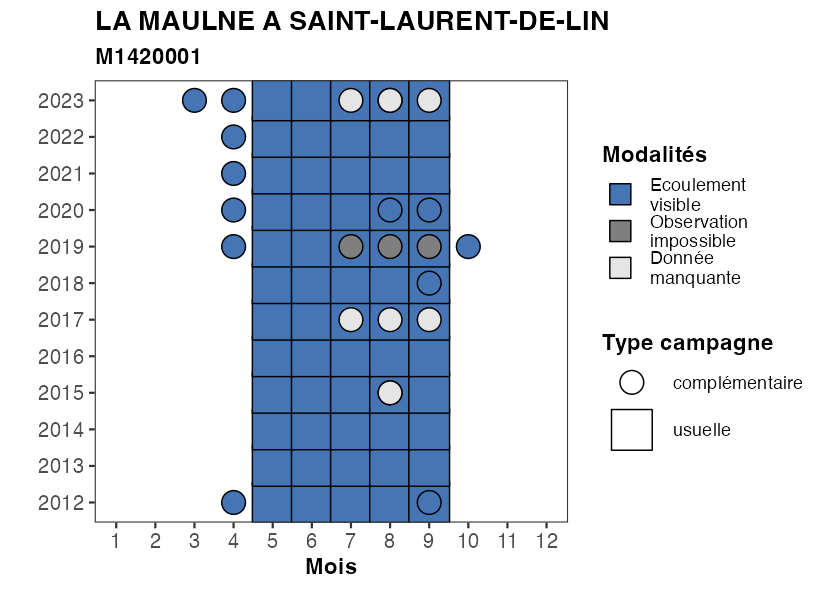 LA MAULNE A SAINT-LAURENT-DE-LIN
M1420001
2023
2022
2021
2020
2019
2018
2017
2016
2015
2014
2013
2012
1 2 3 4 5 6 7 8 9 10 11 12
Mois
Modalités
Ecoulement
visible
Observation
impossible
Donnée
manquante
Type campagne
complémentaire
usuelle